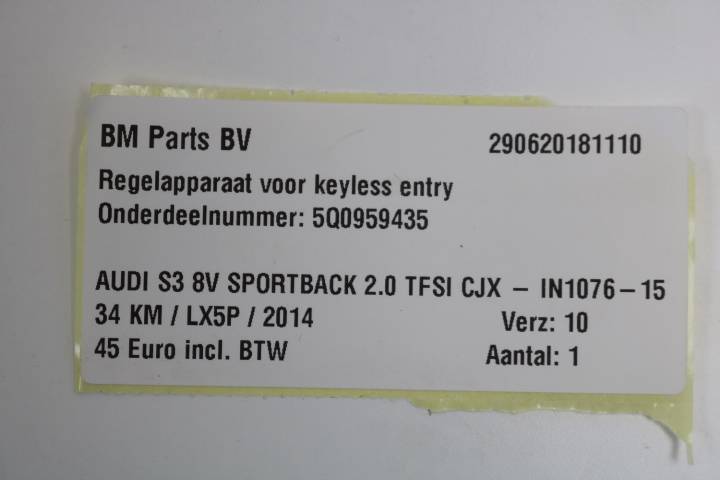 BM Parts BV 290620181110
Regelapparaat voor keyless entry
Onderdeelnummer: 5Q0959435
AUDI S3 8V SPORTBACK 2.0 TFSI CJX – IN1076–15
34 KM / LX5P / 2014 Verz: 10
45 Euro incl. BTW Aantal: 1